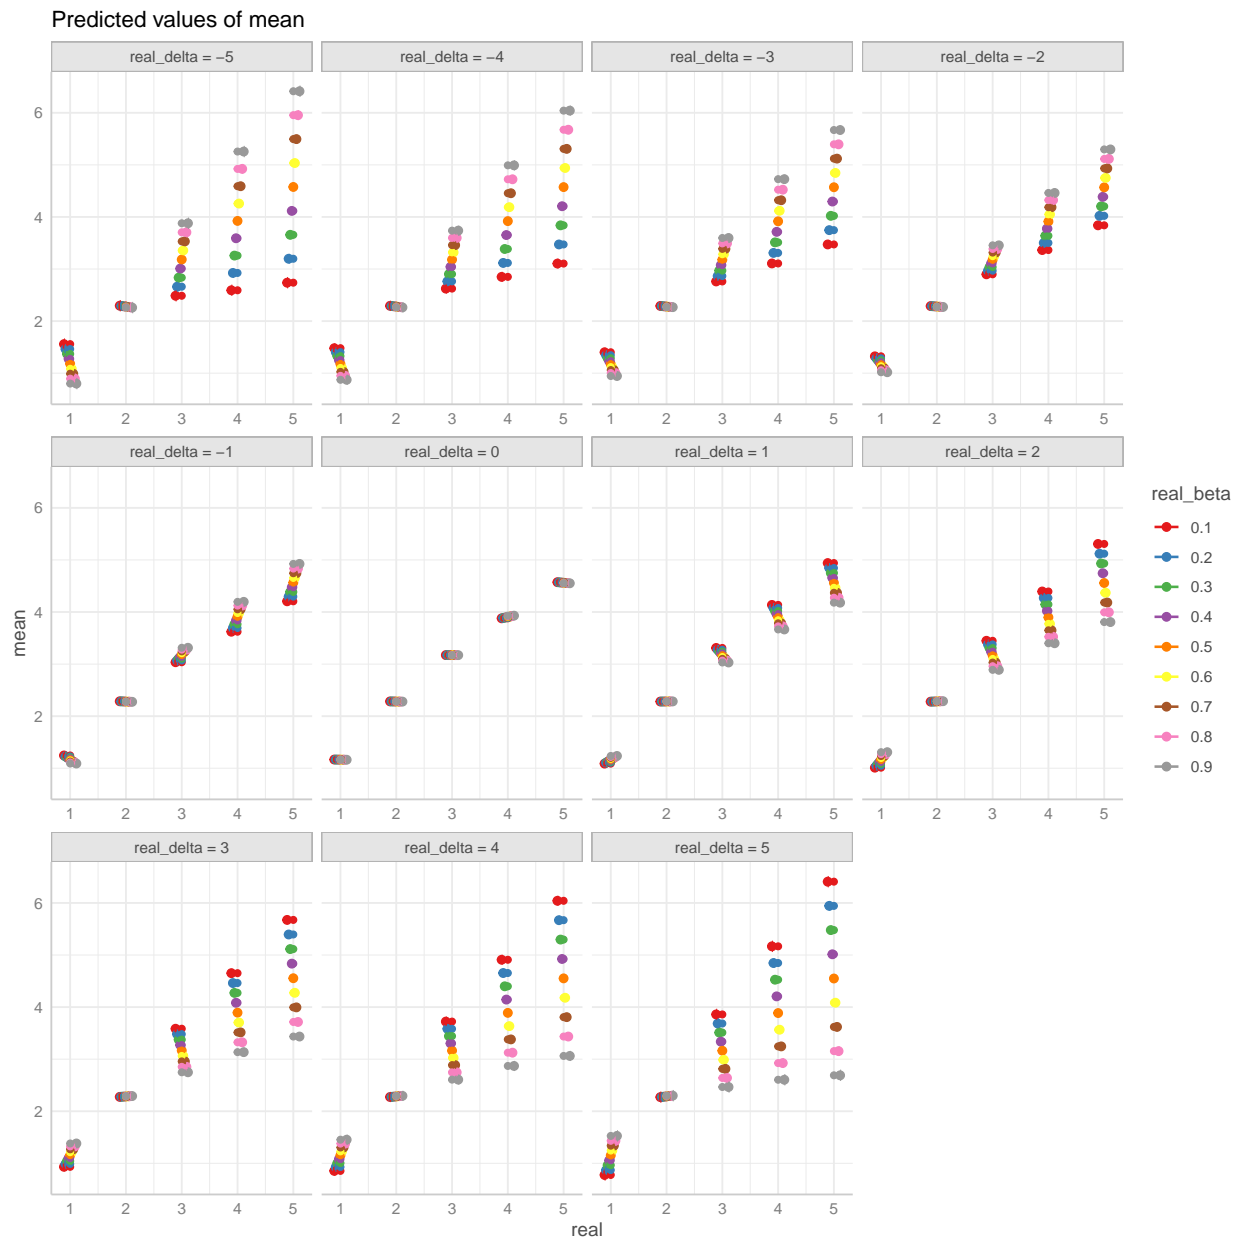 Predicted values of mean
real_delta = −5 real_delta = −4 real_delta = −3 real_delta = −2
6
4
2
1 2 3 4 5 1 2 3 4 5 1 2 3 4 5 1 2 3 4 5
real_delta = −1 real_delta = 0 real_delta = 1 real_delta = 2
6
4
2
1 2 3 4 5 1 2 3 4 5 1 2 3 4 5 1 2 3 4 5
real_delta = 3 real_delta = 4 real_delta = 5
6
4
2
1 2 3 4 5 1 2 3 4 5 1 2 3 4 5
mean
real
real_beta
0.1
0.2
0.3
0.4
0.5
0.6
0.7
0.8
0.9